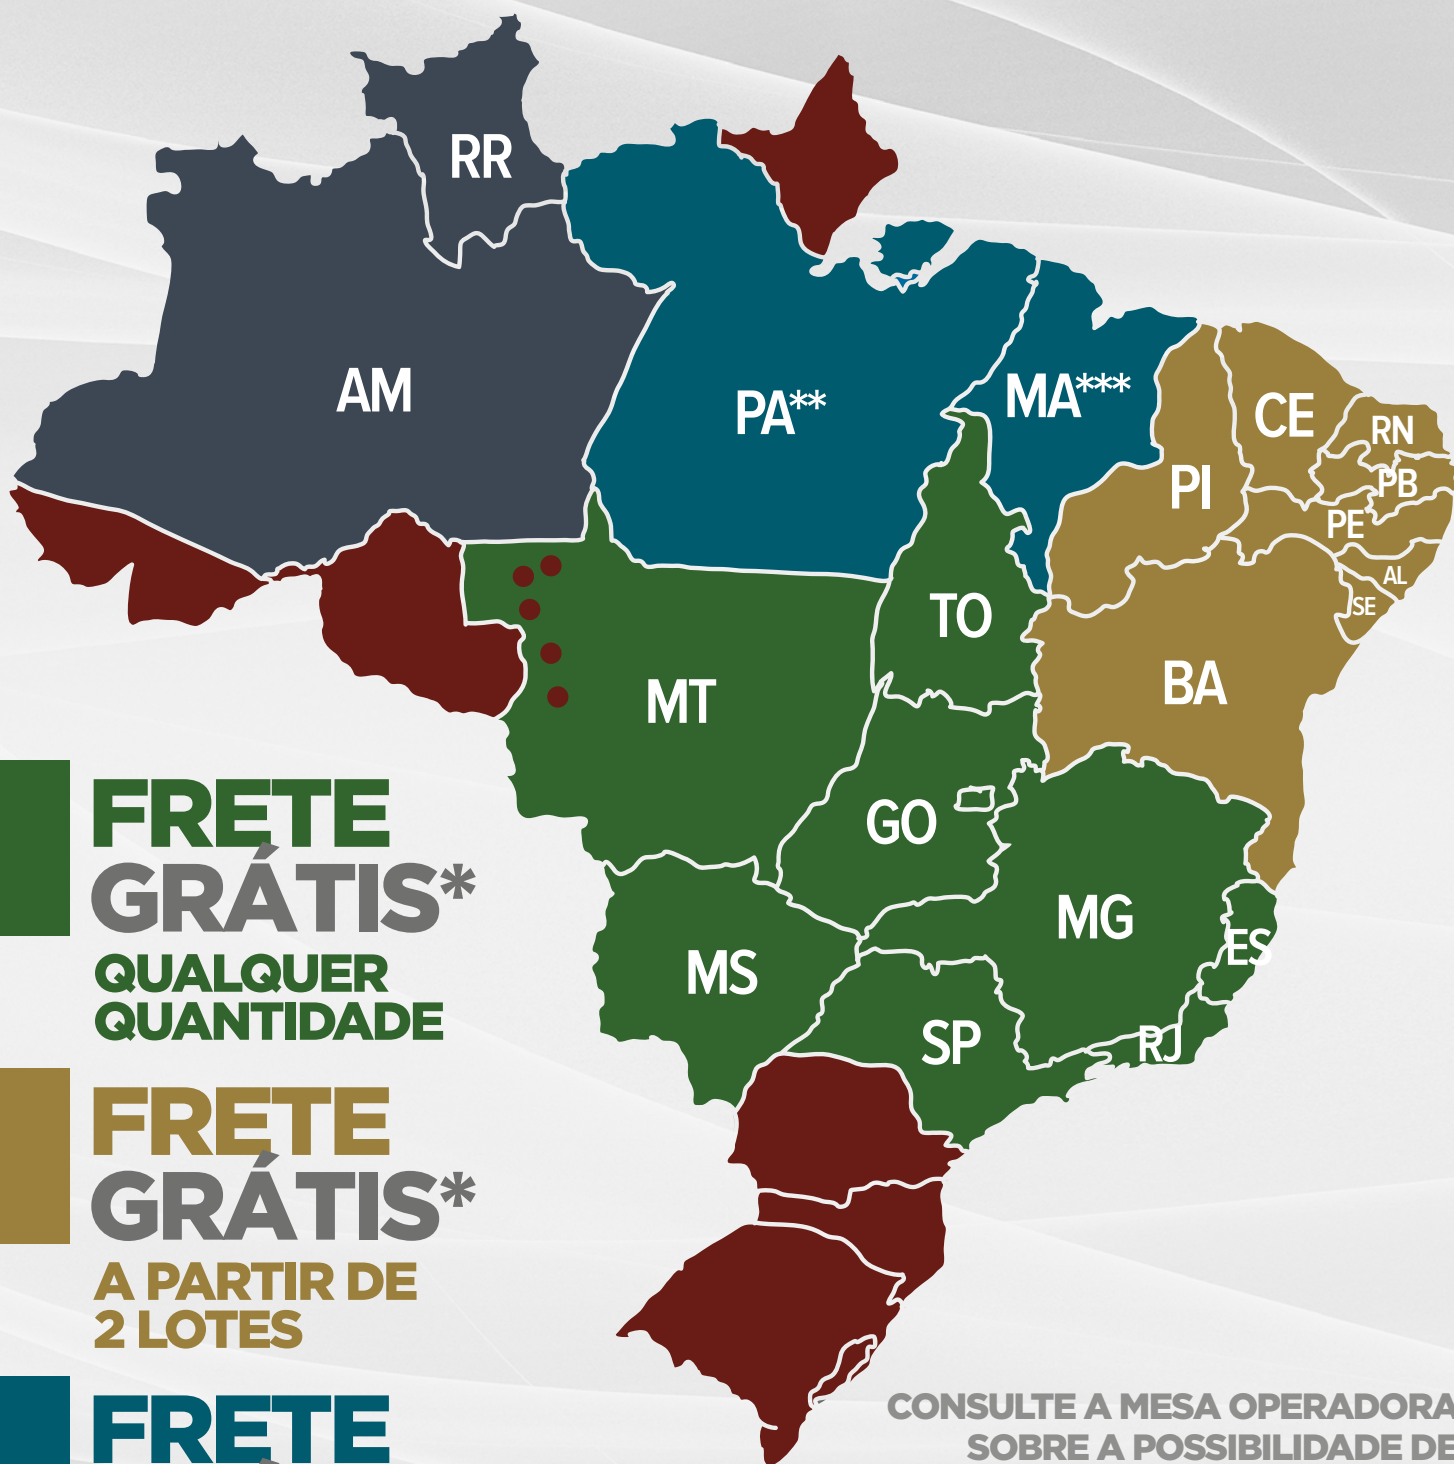 RR
AM
PA**
MA***
CE
RN
PB
PI
PE
AL
SE
TO
BA
MT
GO
MG
ES
MS
SP
RJ
FRETE
GRÁTIS*
QUALQUER
QUANTIDADE
FRETE
GRÁTIS*
A PARTIR DE
2 LOTES
FRETE
CONSULTE A MESA OPERADORA
SOBRE A POSSIBILIDADE DE